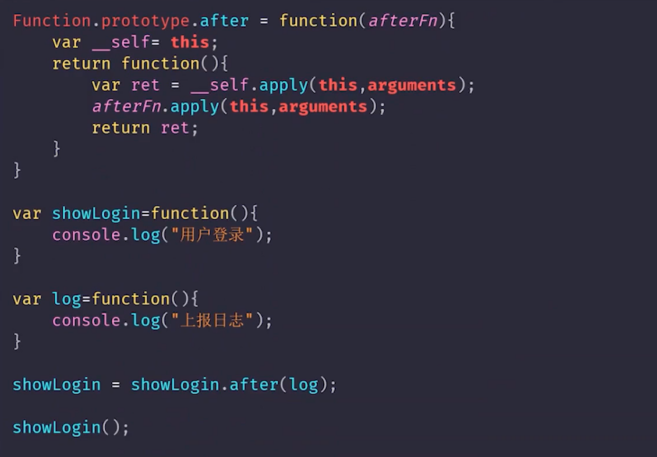 Function.prototype.after = function(afterFn){
    var __self= this;
    return function(){
        var ret = __self.apply(this,arguments);
        afterFn.apply(this,arguments);
        return ret;
    }
}
var showLogin=function(){
    console.log("用户登录");
}
var log=function(){
    console.log("上报日志");
}
showLogin = showLogin.after(log);
showLogin();